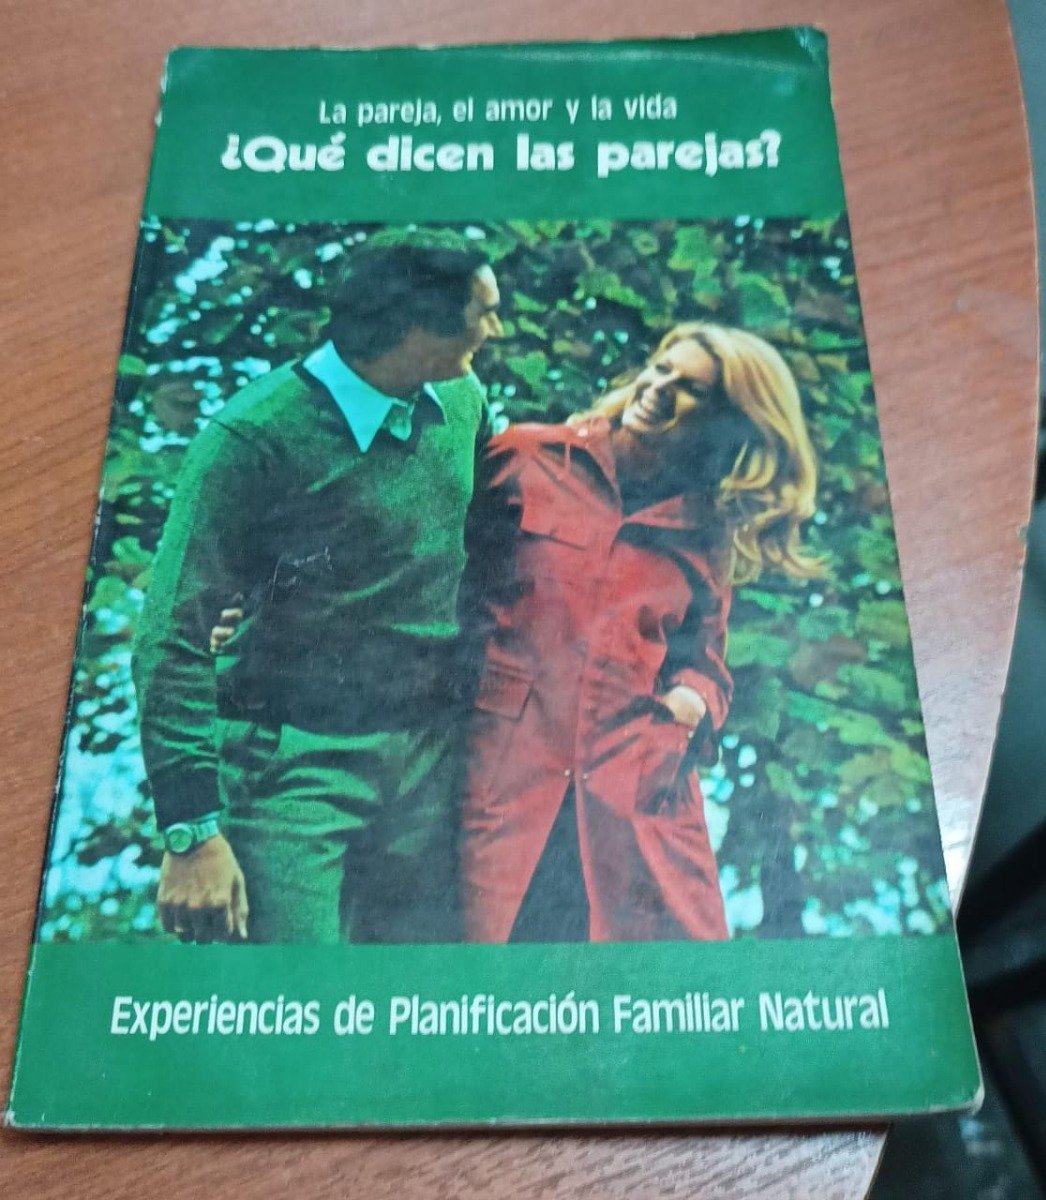 La pareja, el amor y la vida
¿Qué dicen las parejas?
Experiencias de Planificación Familiar Natural